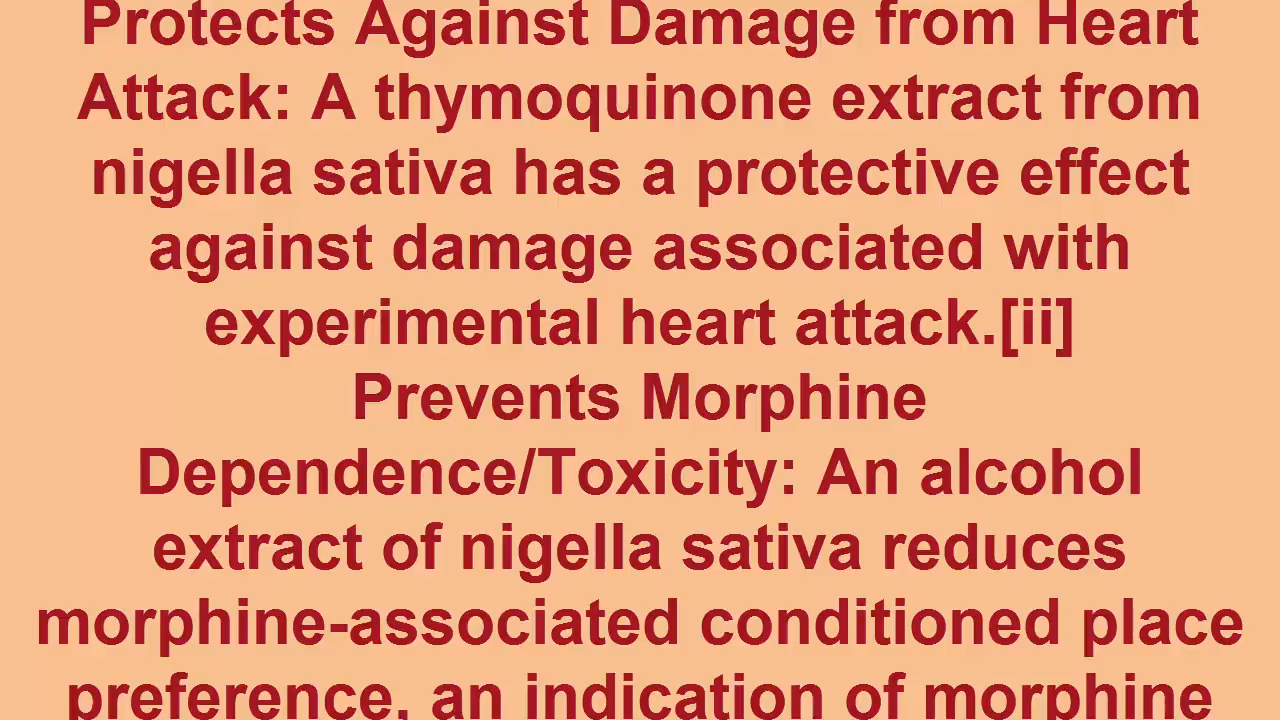 Protects Against Damage from Heart
Attack: A thymoquinone extract from
nigella sativa has a protective effect
against damage associated with
experimental heart attack.[ii]
Prevents Morphine
Dependence/Toxicity: An alcohol
extract of nigella sativa reduces
morphine-associated conditioned place
preference, an indication of morphine